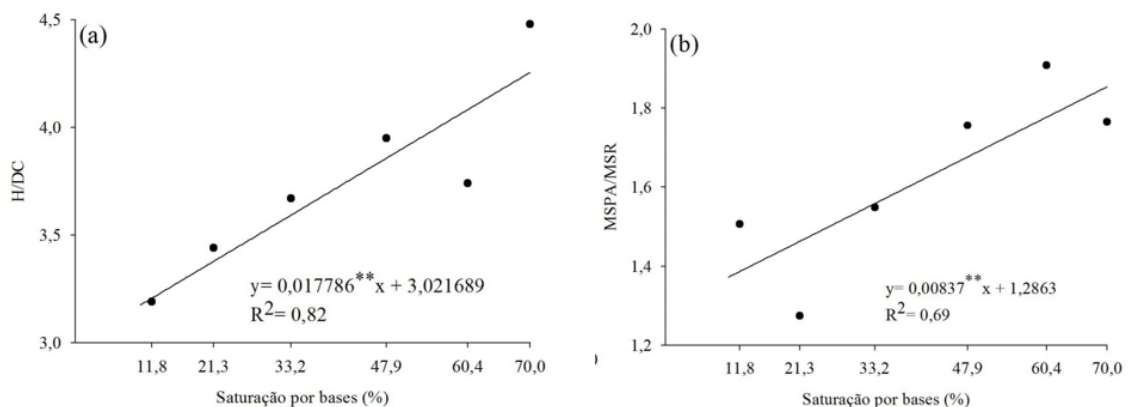 (a)
4,5
4,0
3,5
3,0
H/DC
y= 0,017786**x + 3,021689
R2= 0,82
11,8 21,3 33,2 47,9 60,4 70,0
Saturação por bases (%)
(b)
2,0
1,8
1,6
1,4
1,2
MSPA/MSR
y= 0,00837**x + 1,2863
R2= 0,69
11,8 21,3 33,2 47,9 60,4 70,0
Saturação por bases (%)